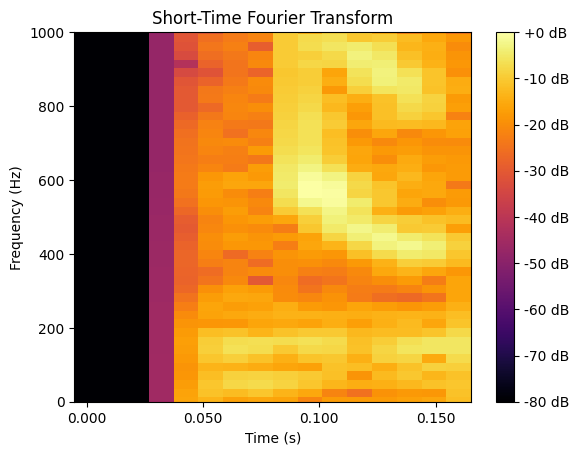 Short-Time Fourier Transform
1000
800
600
400
200
0
Frequency (Hz)
0.000
0.050
0.100
0.150
Time (s)
+0 dB
-10 dB
-20 dB
-30 dB
-40 dB
-50 dB
-60 dB
-70 dB
-80 dB